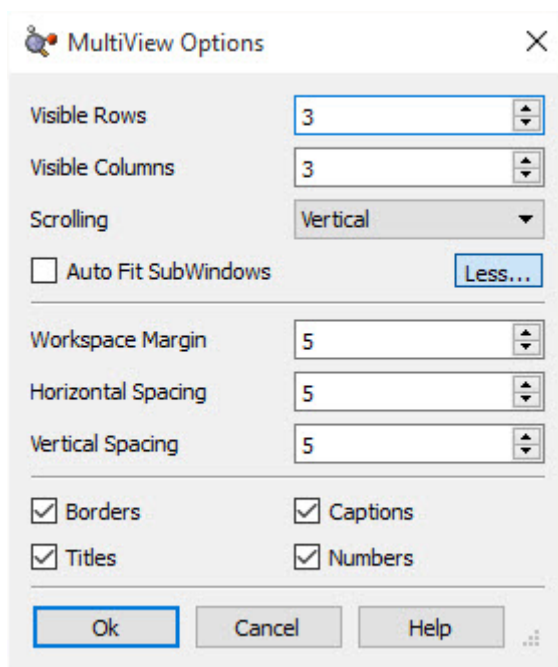 MultiView Options
Visible Rows 3
Visible Columns 3
Scrolling Vertical
Auto Fit SubWindows Less...
Workspace Margin 5
Horizontal Spacing 5
Vertical Spacing 5
Borders Captions
Titles Numbers
Ok Cancel Help